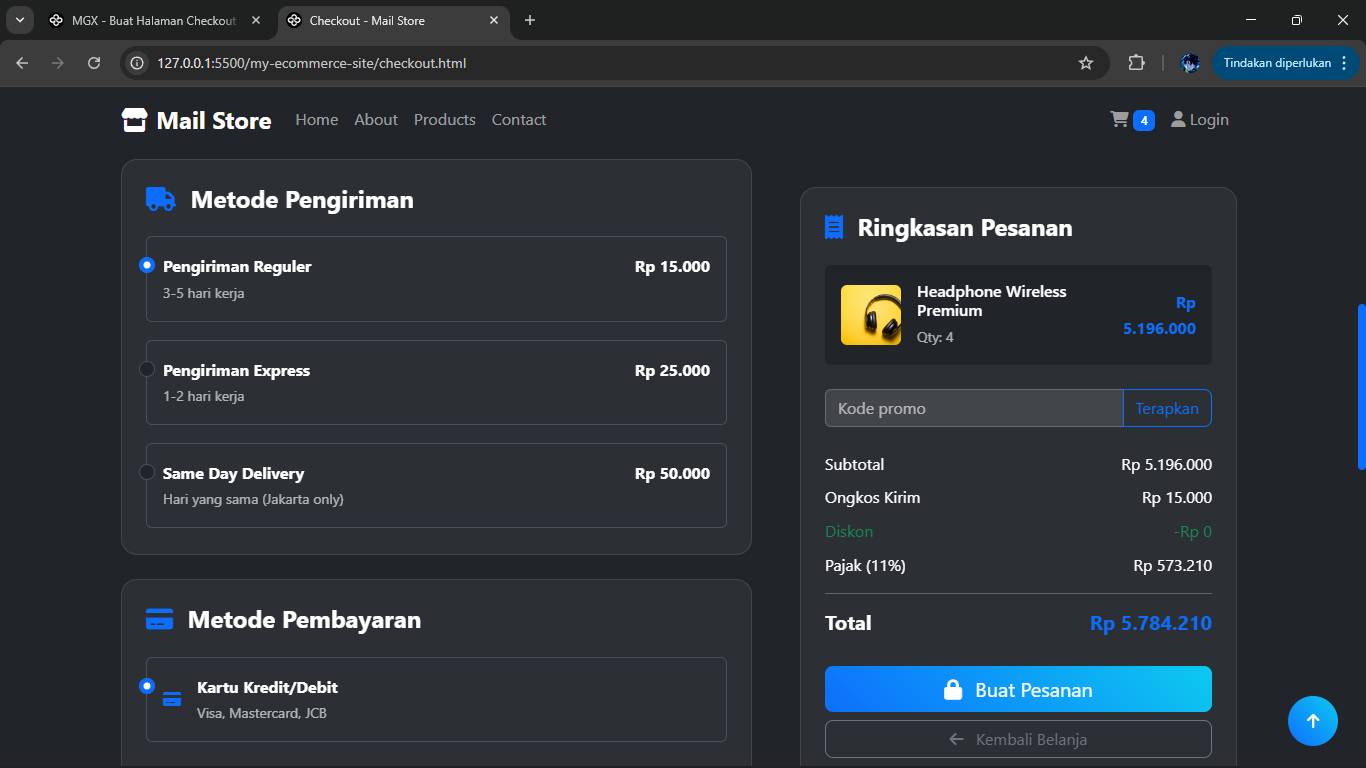 MGX - Buat Halaman Checkout
Checkout - Mail Store
127.0.0.1:5500/my-ecommerce-site/checkout.html
Tindakan diperlukan
Mail Store
Home
About
Products
Contact
4
Login
Metode Pengiriman
Pengiriman Reguler
Rp 15.000
3-5 hari kerja
Pengiriman Express
Rp 25.000
1-2 hari kerja
Same Day Delivery
Rp 50.000
Hari yang sama (Jakarta only)
Metode Pembayaran
Kartu Kredit/Debit
Visa, Mastercard, JCB
Ringkasan Pesanan
Headphone Wireless
Premium
Qty: 4
Rp
5.196.000
Kode promo
Terapkan
Subtotal
Rp 5.196.000
Ongkos Kirim
Rp 15.000
Diskon
-Rp 0
Pajak (11%)
Rp 573.210
Total
Rp 5.784.210
Buat Pesanan
Kembali Belanja